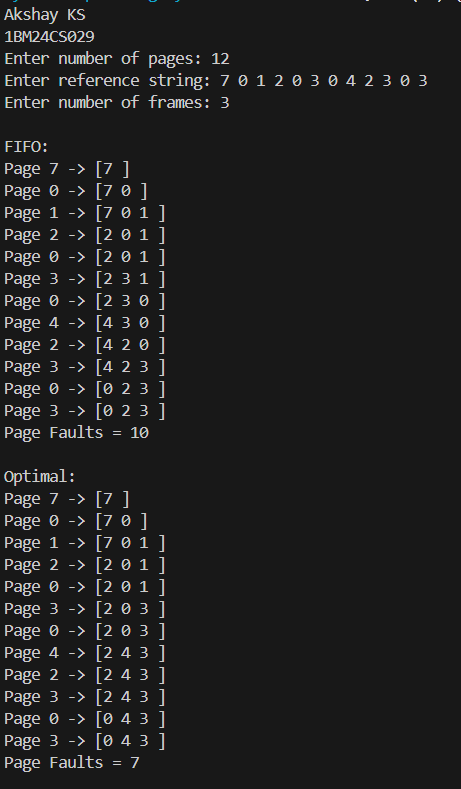 Akshay KS
1BM24CS029
Enter number of pages: 12
Enter reference string: 7 0 1 2 0 3 0 4 2 3 0 3
Enter number of frames: 3

FIFO:
Page 7 -> [7 ]
Page 0 -> [7 0 ]
Page 1 -> [7 0 1 ]
Page 2 -> [2 0 1 ]
Page 0 -> [2 0 1 ]
Page 3 -> [2 3 1 ]
Page 0 -> [2 3 0 ]
Page 4 -> [4 3 0 ]
Page 2 -> [4 2 0 ]
Page 3 -> [4 2 3 ]
Page 0 -> [0 2 3 ]
Page 3 -> [0 2 3 ]
Page Faults = 10

Optimal:
Page 7 -> [7 ]
Page 0 -> [7 0 ]
Page 1 -> [7 0 1 ]
Page 2 -> [2 0 1 ]
Page 0 -> [2 0 1 ]
Page 3 -> [2 0 3 ]
Page 0 -> [2 0 3 ]
Page 4 -> [2 4 3 ]
Page 2 -> [2 4 3 ]
Page 3 -> [2 4 3 ]
Page 0 -> [0 4 3 ]
Page 3 -> [0 4 3 ]
Page Faults = 7